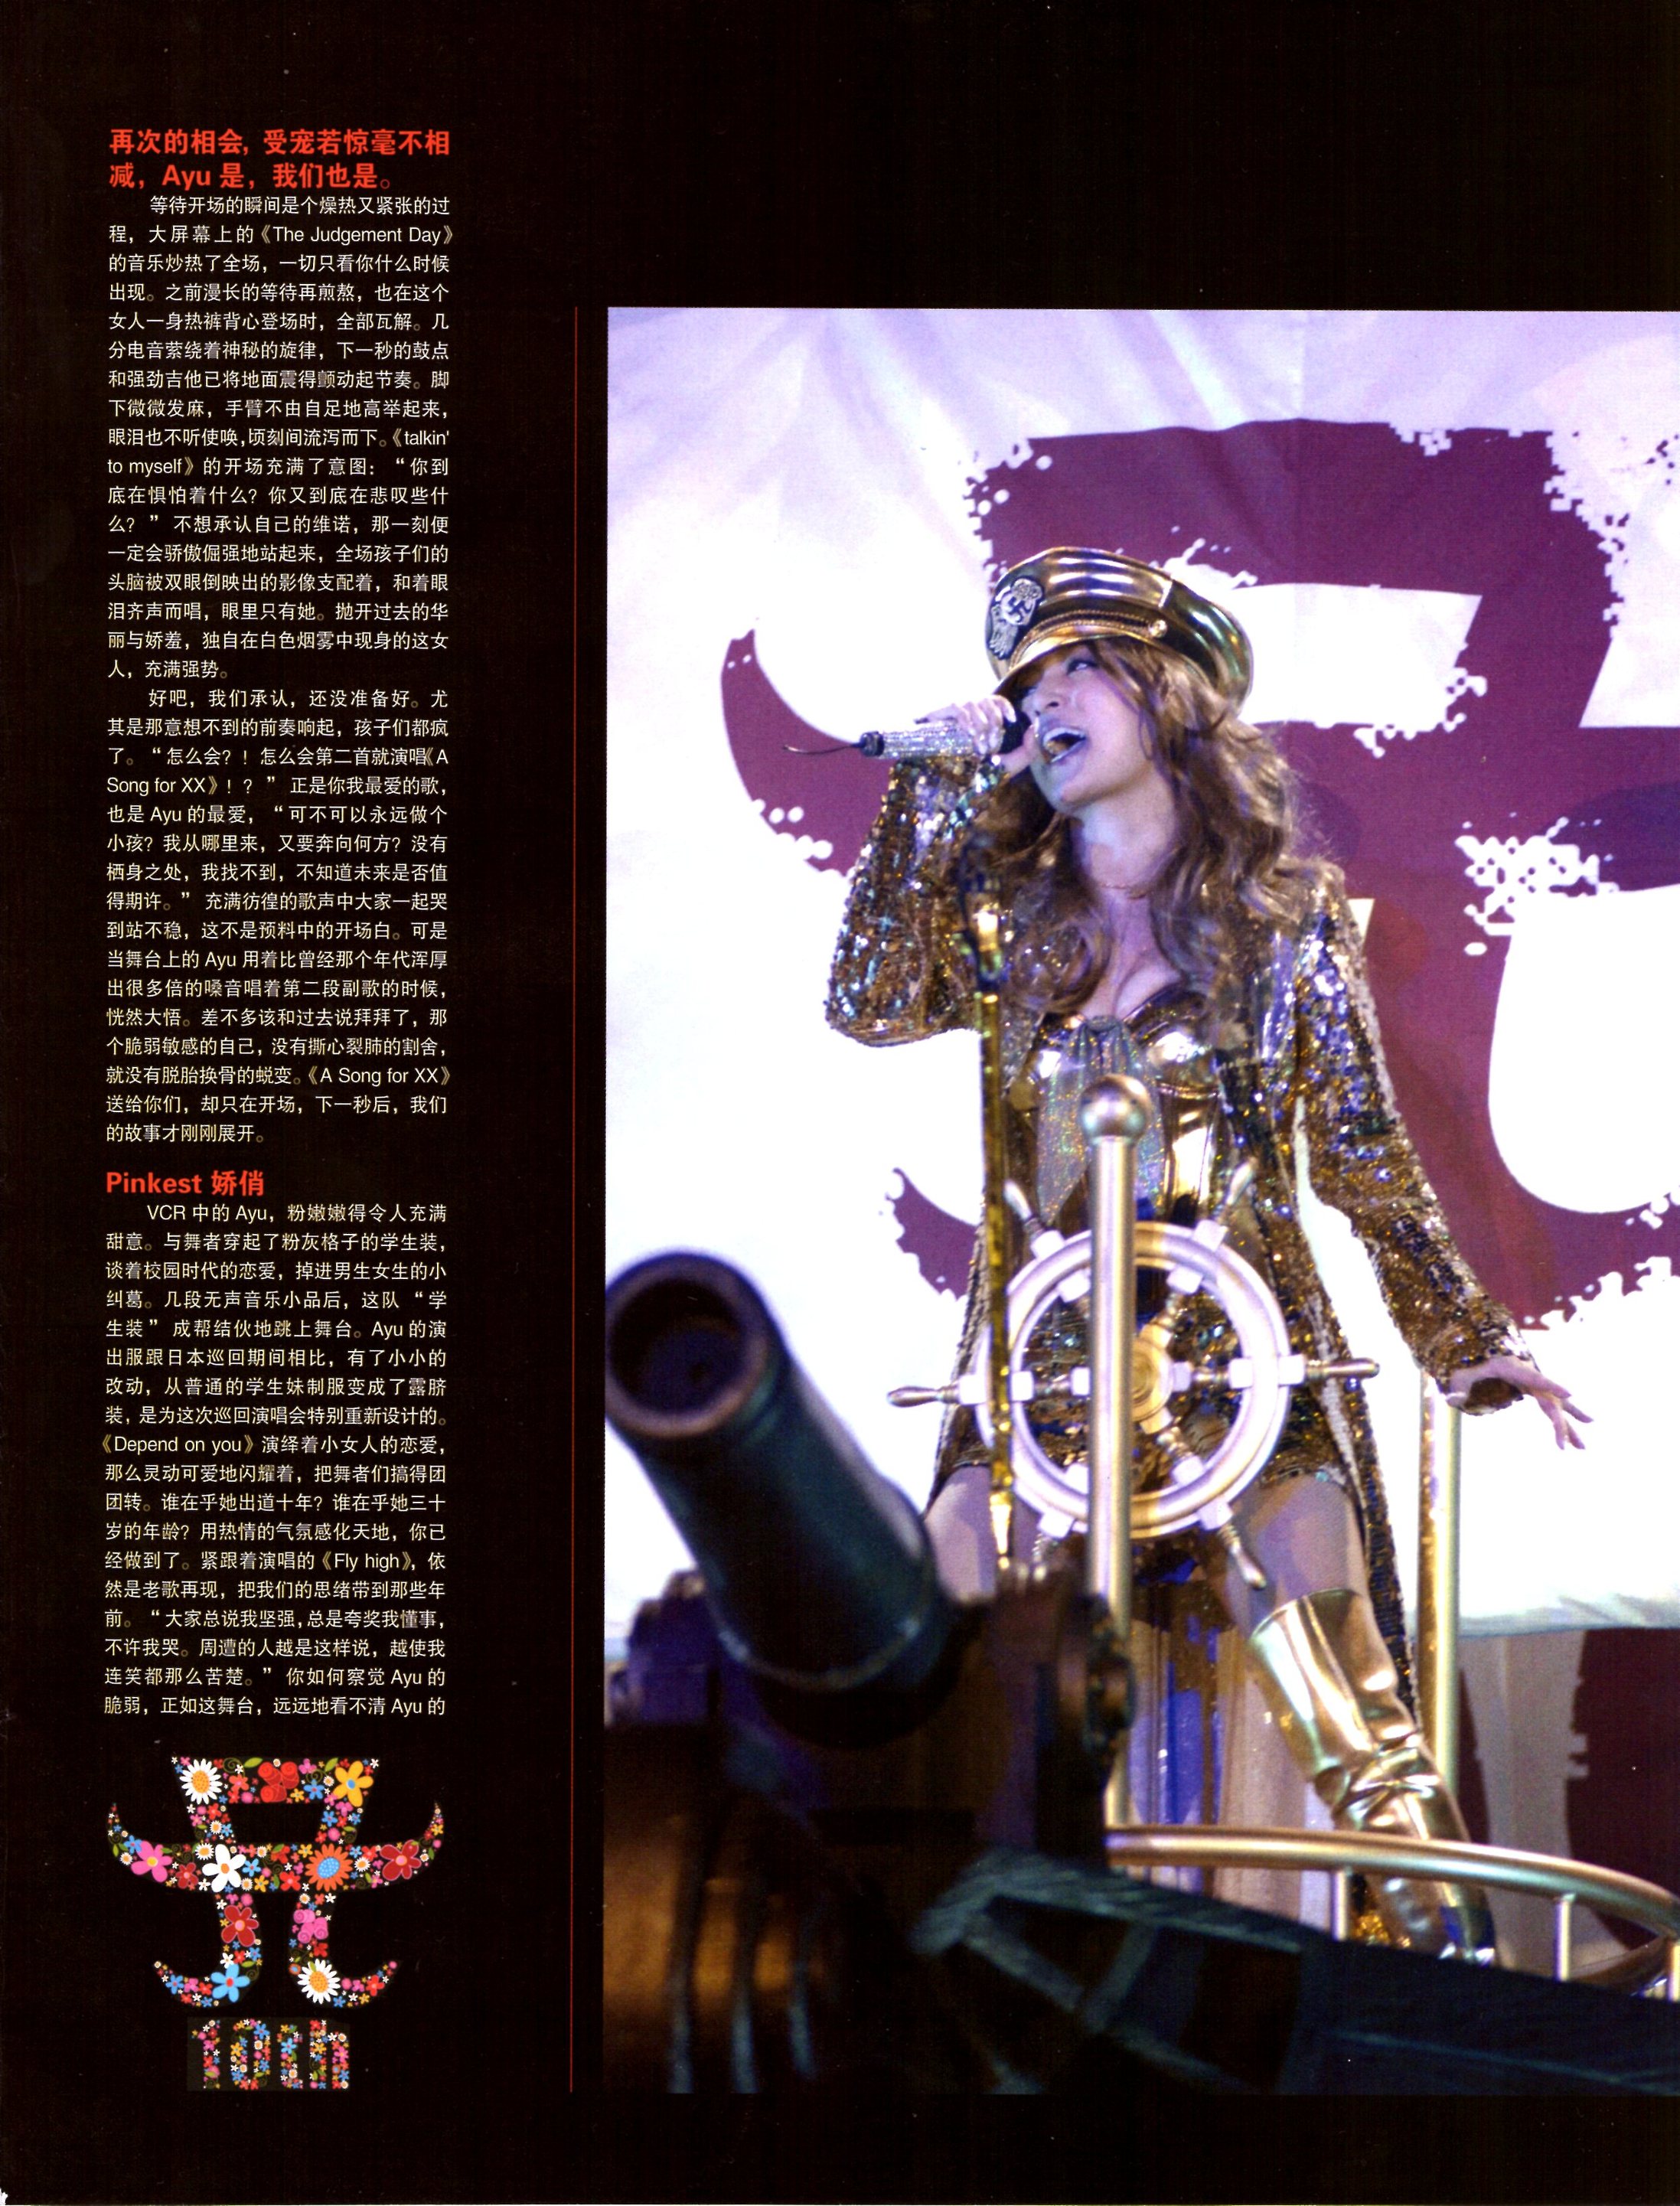 再次的相会, 受宠若惊毫不相
减，Ayu 是，我们也是。
等待开场的瞬间是个燥热又紧张的过
程，大屏幕上的《The Judgement Day》
的音乐炒热了全场，一切只看你什么时候
出现。之前漫长的等待再煎熬，也在这个
女人一身热裤背心登场时，全部瓦解。几
分电音萦绕着神秘的旋律，下一秒的鼓点
和强劲吉他已将地面震得颤动起节奏。脚
下微微发麻，手臂不由自足地高举起来，
眼泪也不听使唤,顷刻间流泻而下。《talkin'
to myself》的开场充满了意图：“你到
底在惧怕着什么？你又到底在悲叹些什
么？” 不想承认自己的维诺，那一刻便
一定会骄傲倔强地站起来，全场孩子们的
头脑被双眼倒映出的影像支配着，和着眼
泪齐声而唱，眼里只有她。抛开过去的华
丽与娇羞，独自在白色烟雾中现身的这女
人，充满强势。
好吧，我们承认，还没准备好。尤
其是那意想不到的前奏响起，孩子们都疯
了。“怎么会？！怎么会第二首就演唱《A
Song for XX》！？” 正是你我最爱的歌，
也是 Ayu 的最爱，“可不可以永远做个
小孩？我从哪里来，又要奔向何方？没有
栖身之处，我找不到，不知道未来是否值
得期许。” 充满彷徨的歌声中大家一起哭
到站不稳，这不是预料中的开场白。可是
当舞台上的 Ayu 用着比曾经那个年代浑厚
出很多倍的嗓音唱着第二段副歌的时候，
恍然大悟。差不多该和过去说拜拜了，那
个脆弱敏感的自己，没有撕心裂肺的割舍，
就没有脱胎换骨的蜕变。《A Song for XX》
送给你们，却只在开场，下一秒后，我们
的故事才刚刚展开。
Pinkest 娇俏
VCR 中的 Ayu，粉嫩嫩得令人充满
甜意。与舞者穿起了粉灰格子的学生装，
谈着校园时代的恋爱，掉进男生女生的小
纠葛。几段无声音乐小品后，这队 “学
生装” 成帮结伙地跳上舞台。Ayu 的演
出服跟日本巡回期间相比，有了小小的
改动，从普通的学生妹制服变成了露脐
装，是为这次巡回演唱会特别重新设计的。
《Depend on you》演绎着小女人的恋爱，
那么灵动可爱地闪耀着，把舞者们搞得团
团转。谁在乎她出道十年？谁在乎她三十
岁的年龄？用热情的气氛感化天地，你已
经做到了。紧跟着演唱的《Fly high》，依
然是老歌再现，把我们的思绪带到那些年
前。“大家总说我坚强,总是夸奖我懂事，
不许我哭。周遭的人越是这样说，越使我
连笑都那么苦楚。” 你如何察觉 Ayu 的
脆弱，正如这舞台，远远地看不清 Ayu 的
10th